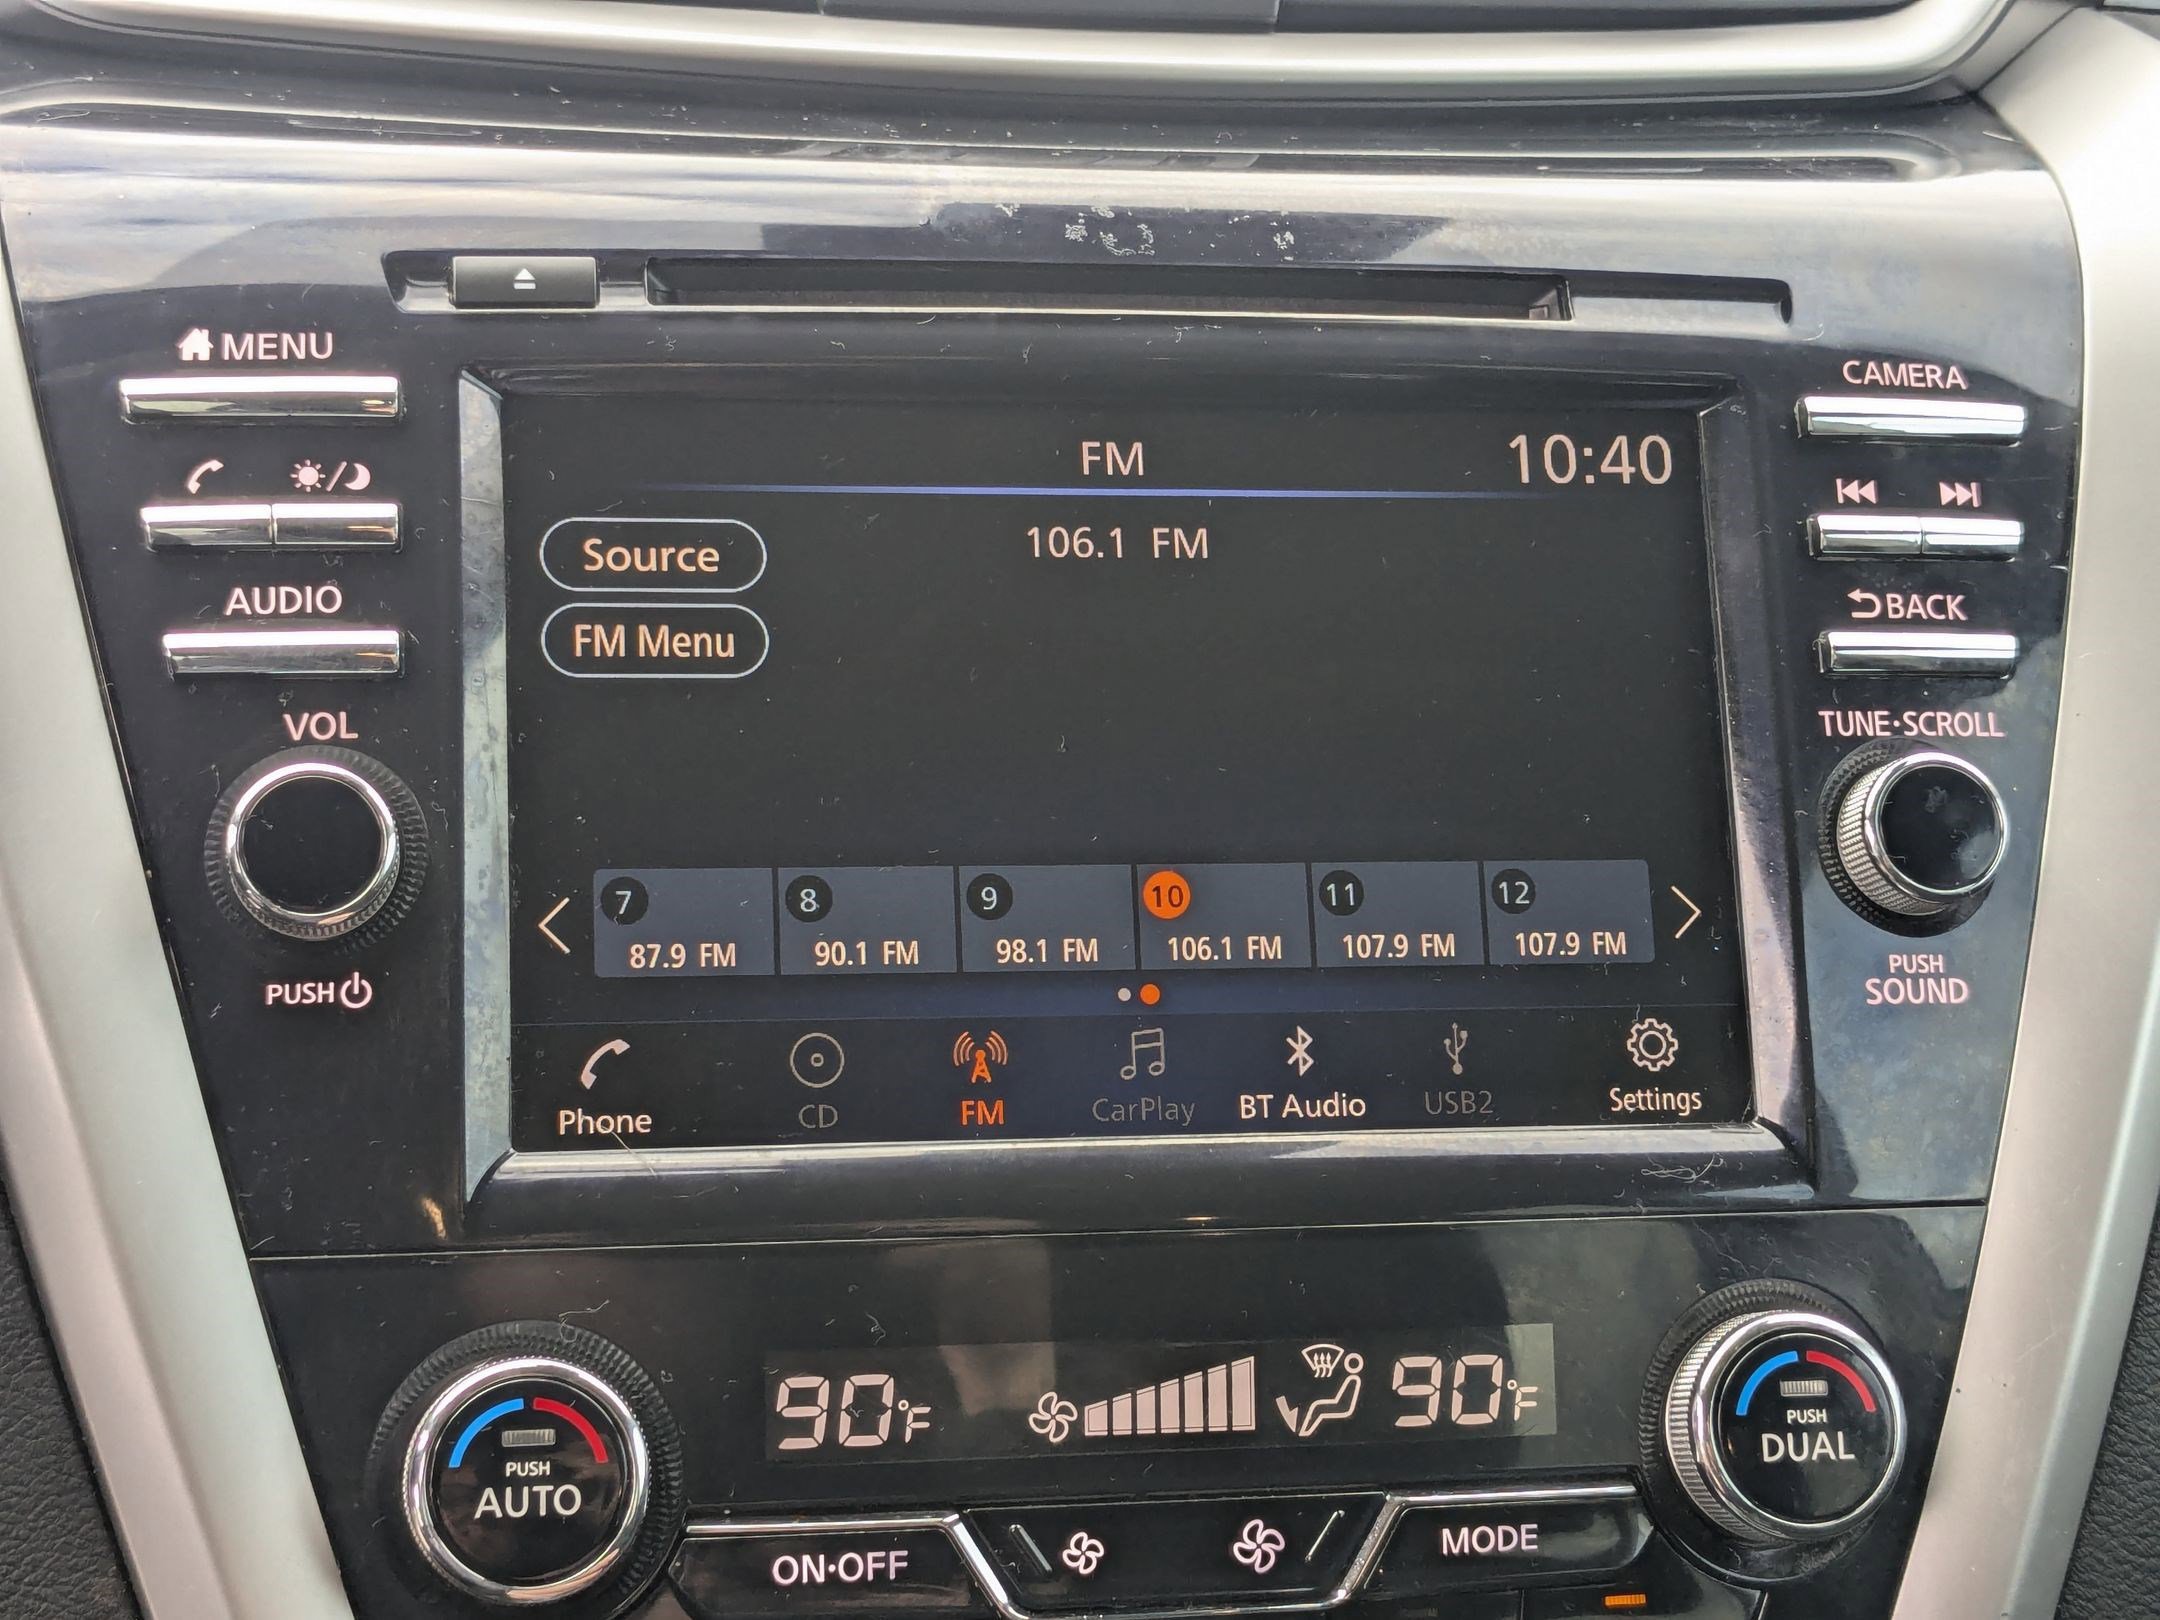 MENU
CAMERA
FM 10:40
Source 106.1 FM
FM Menu
AUDIO
BACK
VOL
TUNE·SCROLL
7 8 9 10 11 12
87.9 FM 90.1 FM 98.1 FM 106.1 FM 107.9 FM 107.9 FM
PUSH
PUSH
SOUND
Phone CD FM CarPlay BT Audio USB2 Settings
90°F 90°F
PUSH
AUTO
PUSH
DUAL
ON·OFF
MODE